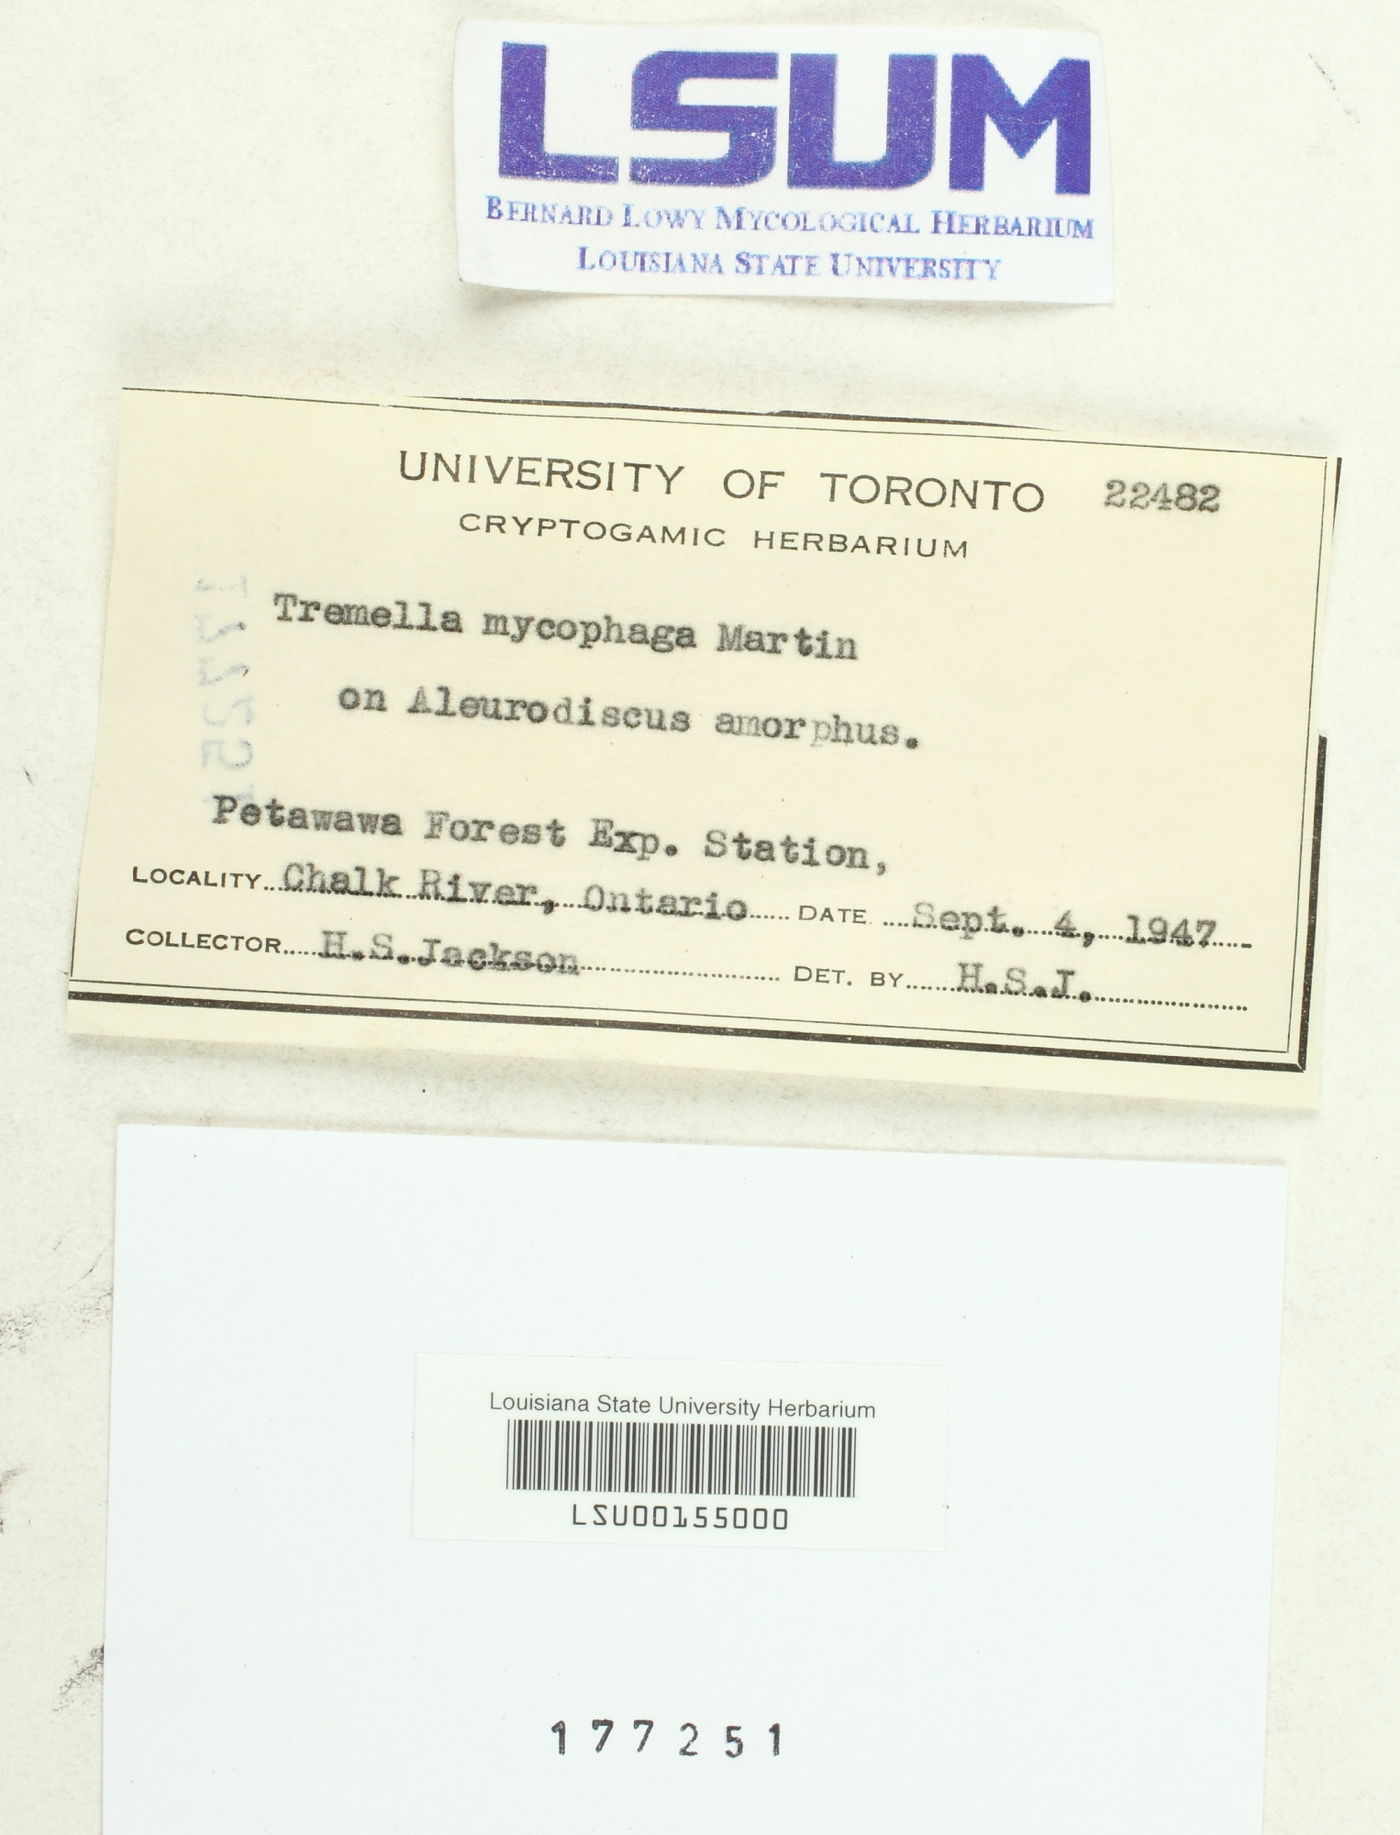 LSUM
BERNARD LOWY MYCOLOGICAL HERBARIUM
LOUISIANA STATE UNIVERSITY
UNIVERSITY OF TORONTO 22482
CRYPTOGAMIC HERBARIUM
Tremella mycophaga Martin
on Aleurodiscus amorphus.
Petawawa Forest Exp. Station,
LOCALITY Chalk River, Ontario DATE Sept. 4, 1947
COLLECTOR H.S.Jackson DET. BY H.S.J.
Louisiana State University Herbarium
LSU00155000
177251